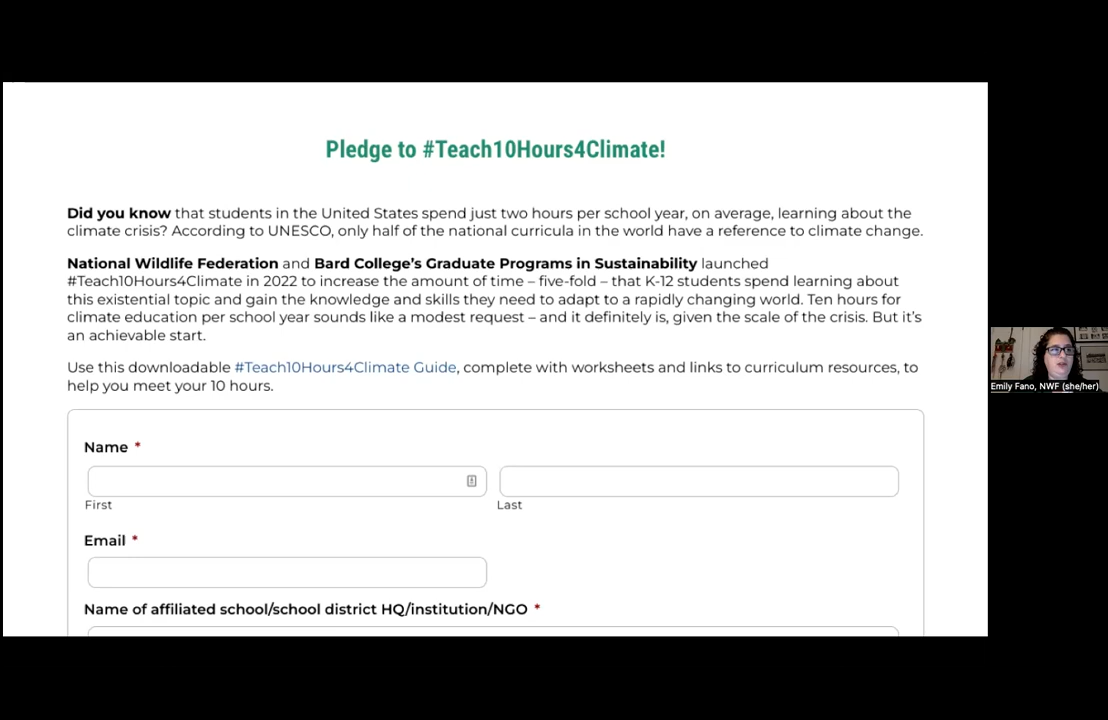 Pledge to #Teach10Hours4Climate!
Did you know that students in the United States spend just two hours per school year, on average, learning about the
climate crisis? According to UNESCO, only half of the national curricula in the world have a reference to climate change.
National Wildlife Federation and Bard College’s Graduate Programs in Sustainability launched
#Teach10Hours4Climate in 2022 to increase the amount of time – five-fold – that K-12 students spend learning about
this existential topic and gain the knowledge and skills they need to adapt to a rapidly changing world. Ten hours for
climate education per school year sounds like a modest request – and it definitely is, given the scale of the crisis. But it’s
an achievable start.
Use this downloadable #Teach10Hours4Climate Guide, complete with worksheets and links to curriculum resources, to
help you meet your 10 hours.
Name *
First
Last
Email *
Name of affiliated school/school district HQ/institution/NGO *
Emily Fano, NWF (she/her)